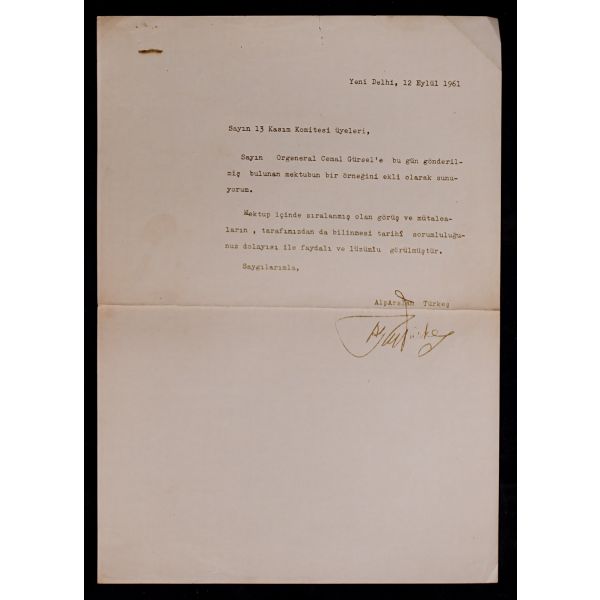 Yeni Delhi, 12 Eylül 1961
Sayın 13 Kasım Komitesi üyeleri,
Sayın Orgeneral Cemal Gürsel'e bu gün gönderil-
miş bulunan mektubun bir örneğini ekli olarak sunu-
yorum.
Mektup içinde sıralanmış olan görüş ve mütalea-
ların , tarafınızdan da bilinmesi tarihî sorumluluğu-
nuz dolayısı ile faydalı ve lüzumlu görülmüştür.
Saygılarımla,
AlpArslan Türkeş